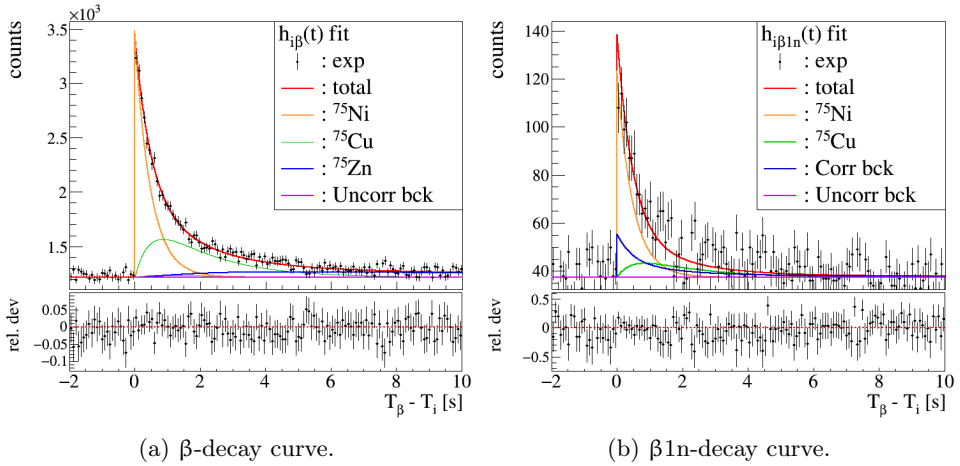 ×10³
counts
3.5
3
2.5
2
1.5
h_iβ(t) fit
: exp
: total
: ⁷⁵Ni
: ⁷⁵Cu
: ⁷⁵Zn
: Uncorr bck
rel. dev
0.05
0
−0.05
−0.1
−2 0 2 4 6 8 10
T_β - T_i [s]
(a) β-decay curve.
counts
140
120
100
80
60
40
h_iβ1n(t) fit
: exp
: total
: ⁷⁵Ni
: ⁷⁵Cu
: Corr bck
: Uncorr bck
rel. dev
0.5
0
−0.5
−2 0 2 4 6 8 10
T_β - T_i [s]
(b) β1n-decay curve.